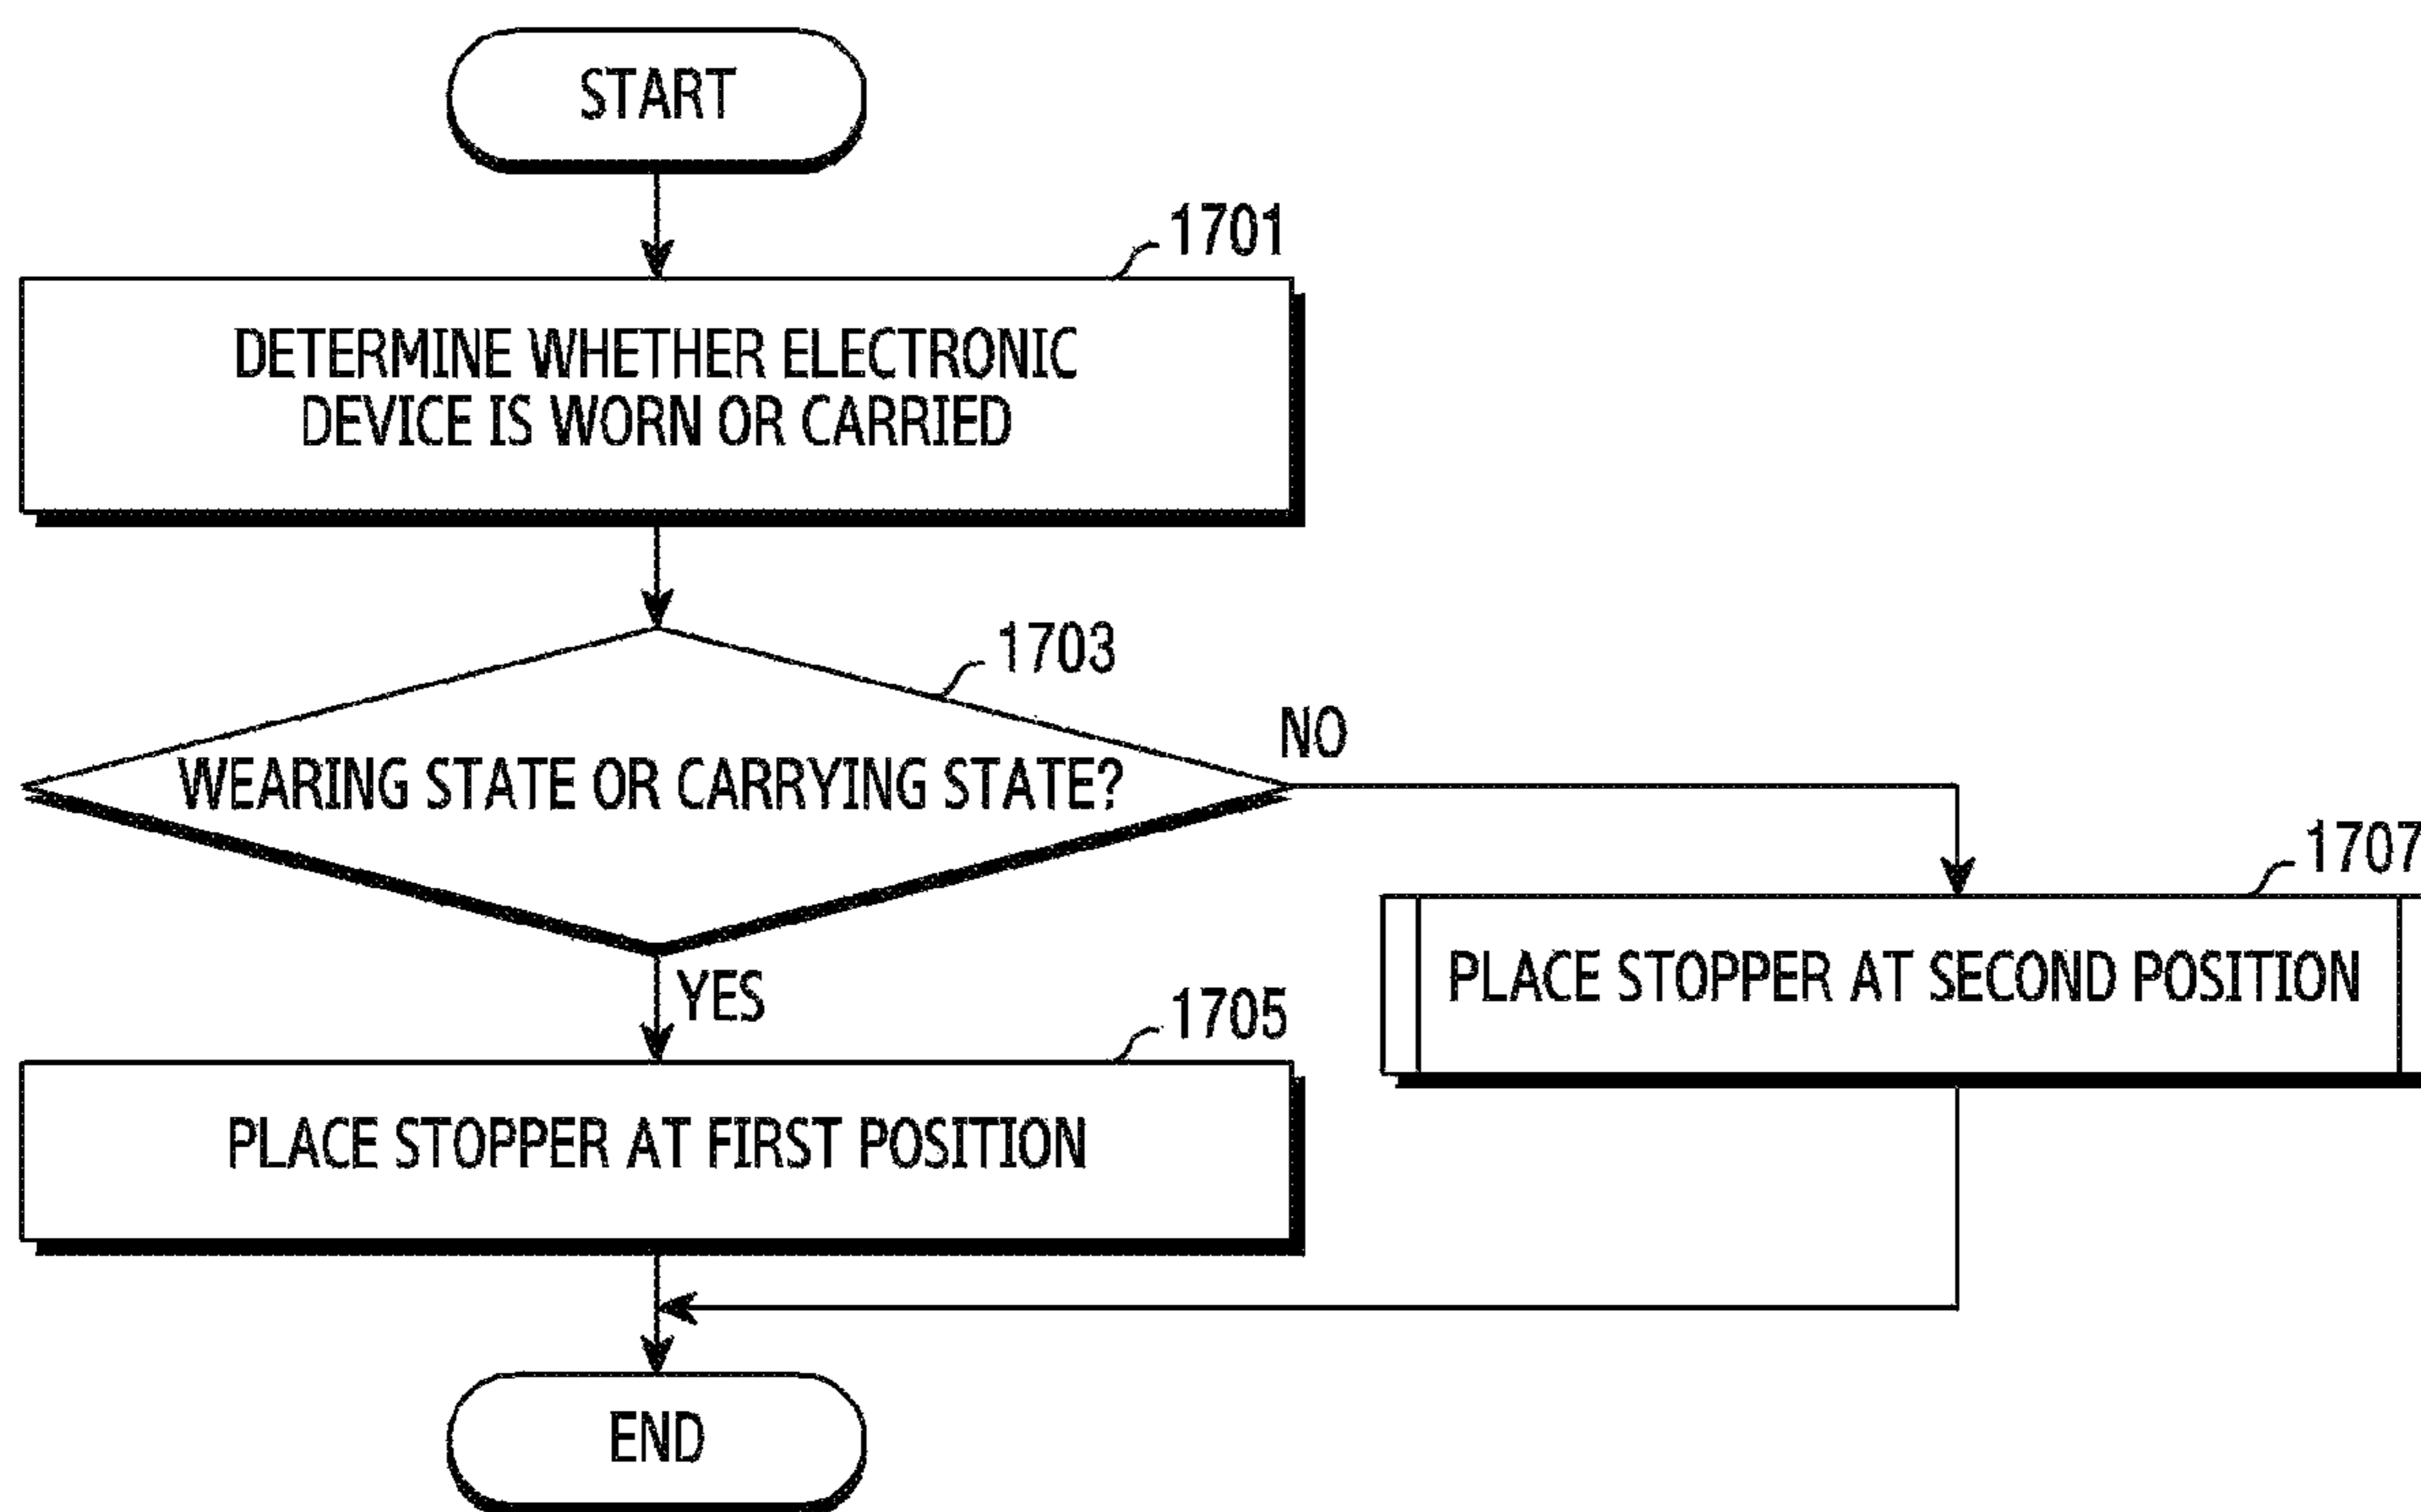 START
1701
DETERMINE WHETHER ELECTRONIC
DEVICE IS WORN OR CARRIED
1703
WEARING STATE OR CARRYING STATE?
NO
1707
PLACE STOPPER AT SECOND POSITION
YES
1705
PLACE STOPPER AT FIRST POSITION
END